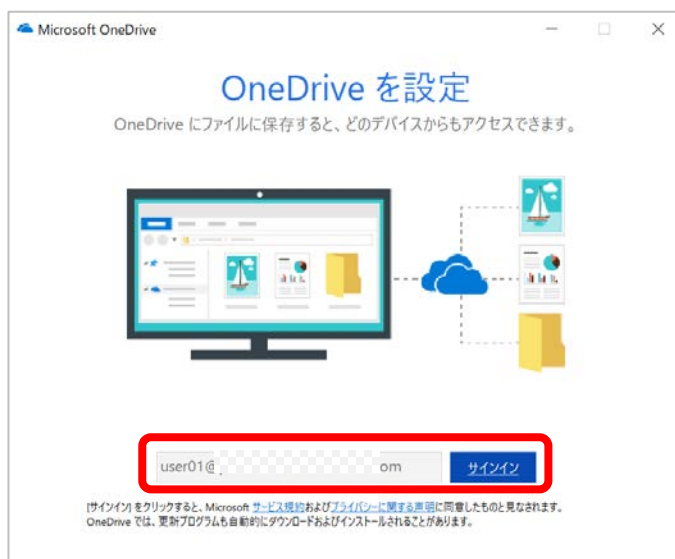 Microsoft OneDrive
OneDrive を設定
OneDrive にファイルに保存すると、どのデバイスからもアクセスできます。
user01@ om サインイン
[サインイン] をクリックすると、Microsoft サービス規約およびプライバシーに関する声明に同意したものと見なされます。
OneDrive では、更新プログラムも自動的にダウンロードおよびインストールされることがあります。